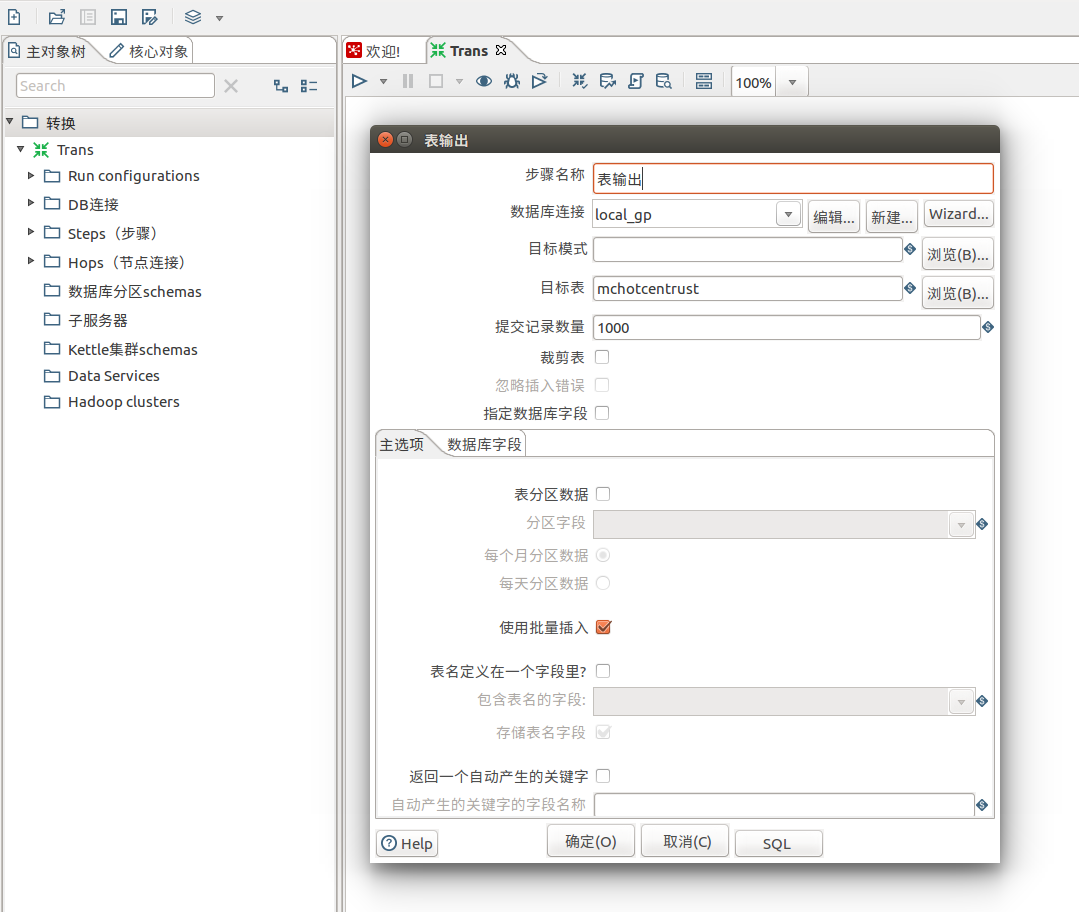 主对象树 核心对象
Search
转换
Trans
Run configurations
DB连接
Steps（步骤）
Hops（节点连接）
数据库分区schemas
子服务器
Kettle集群schemas
Data Services
Hadoop clusters
欢迎! Trans
100%
表输出
步骤名称 表输出
数据库连接 local_gp 编辑... 新建... Wizard...
目标模式 浏览(B)...
目标表 mchotcentrust 浏览(B)...
提交记录数量 1000
裁剪表
忽略插入错误
指定数据库字段
主选项 数据库字段
表分区数据
分区字段
每个月分区数据
每天分区数据
使用批量插入
表名定义在一个字段里?
包含表名的字段:
存储表名字段
返回一个自动产生的关键字
自动产生的关键字的字段名称
Help 确定(O) 取消(C) SQL